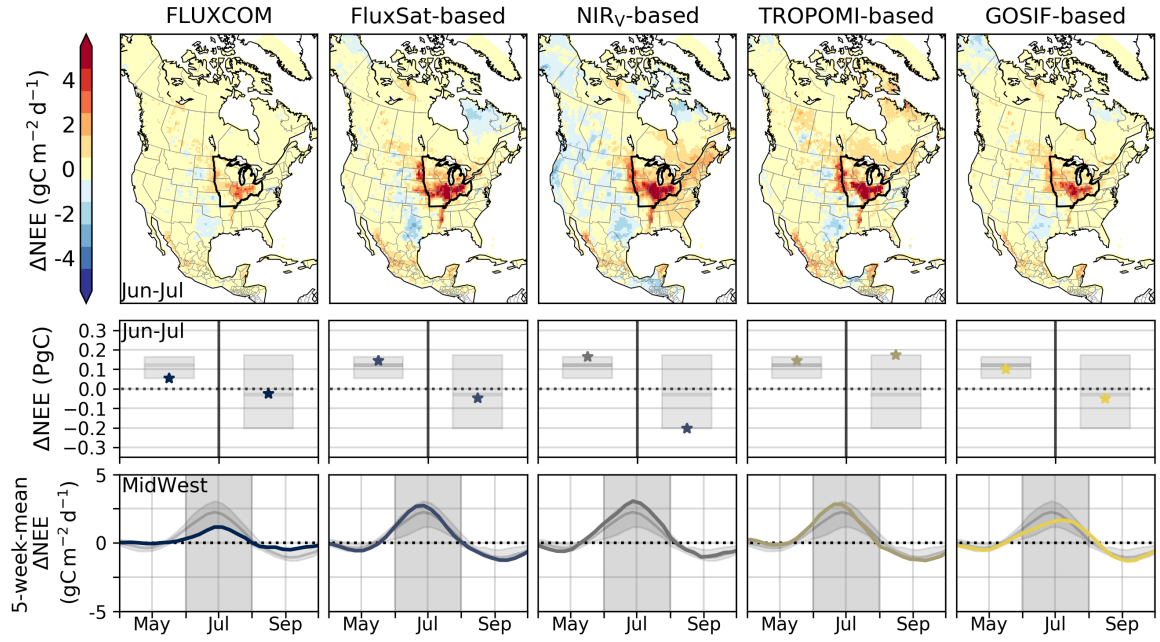 FLUXCOM FluxSat-based NIRV-based TROPOMI-based GOSIF-based
ΔNEE (gC m−2 d−1)
4
2
0
-2
-4
Jun-Jul
ΔNEE (PgC)
Jun-Jul
0.3
0.2
0.1
0.0
−0.1
−0.2
−0.3
5-week-mean
ΔNEE
(gC m−2 d−1)
MidWest
5
0
-5
May Jul Sep May Jul Sep May Jul Sep May Jul Sep May Jul Sep